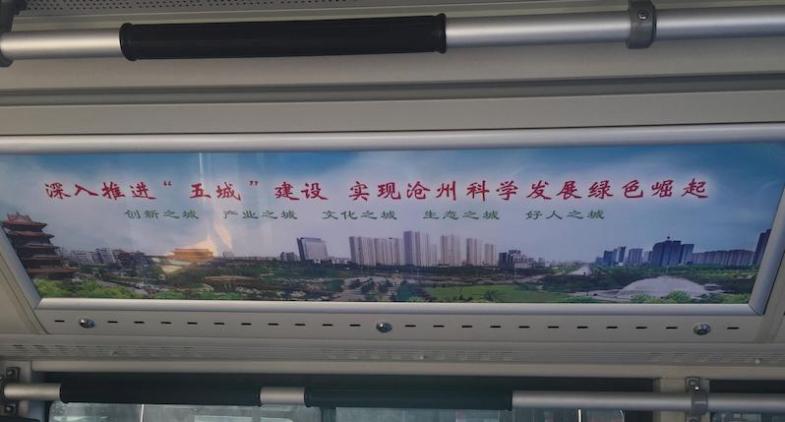 深入推进“五城”建设 实现沧州科学发展绿色崛起
创新之城 产业之城 文化之城 生态之城 好人之城